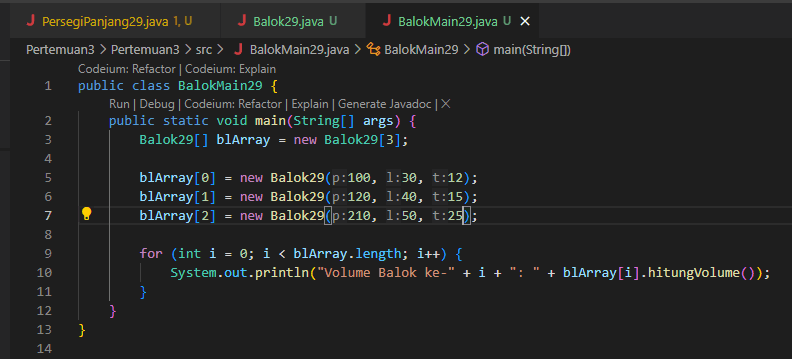 PersegiPanjang29.java 1, U
Balok29.java U
BalokMain29.java U
Pertemuan3 > Pertemuan3 > src > BalokMain29.java > BalokMain29 > main(String[])
Codeium: Refactor | Codeium: Explain
1 public class BalokMain29 {
Run | Debug | Codeium: Refactor | Explain | Generate Javadoc | ×
2 public static void main(String[] args) {
3 Balok29[] blArray = new Balok29[3];
4
5 blArray[0] = new Balok29(p:100, l:30, t:12);
6 blArray[1] = new Balok29(p:120, l:40, t:15);
7 blArray[2] = new Balok29(p:210, l:50, t:25);
8
9 for (int i = 0; i < blArray.length; i++) {
10 System.out.println("Volume Balok ke-" + i + ": " + blArray[i].hitungVolume());
11 }
12 }
13 }
14